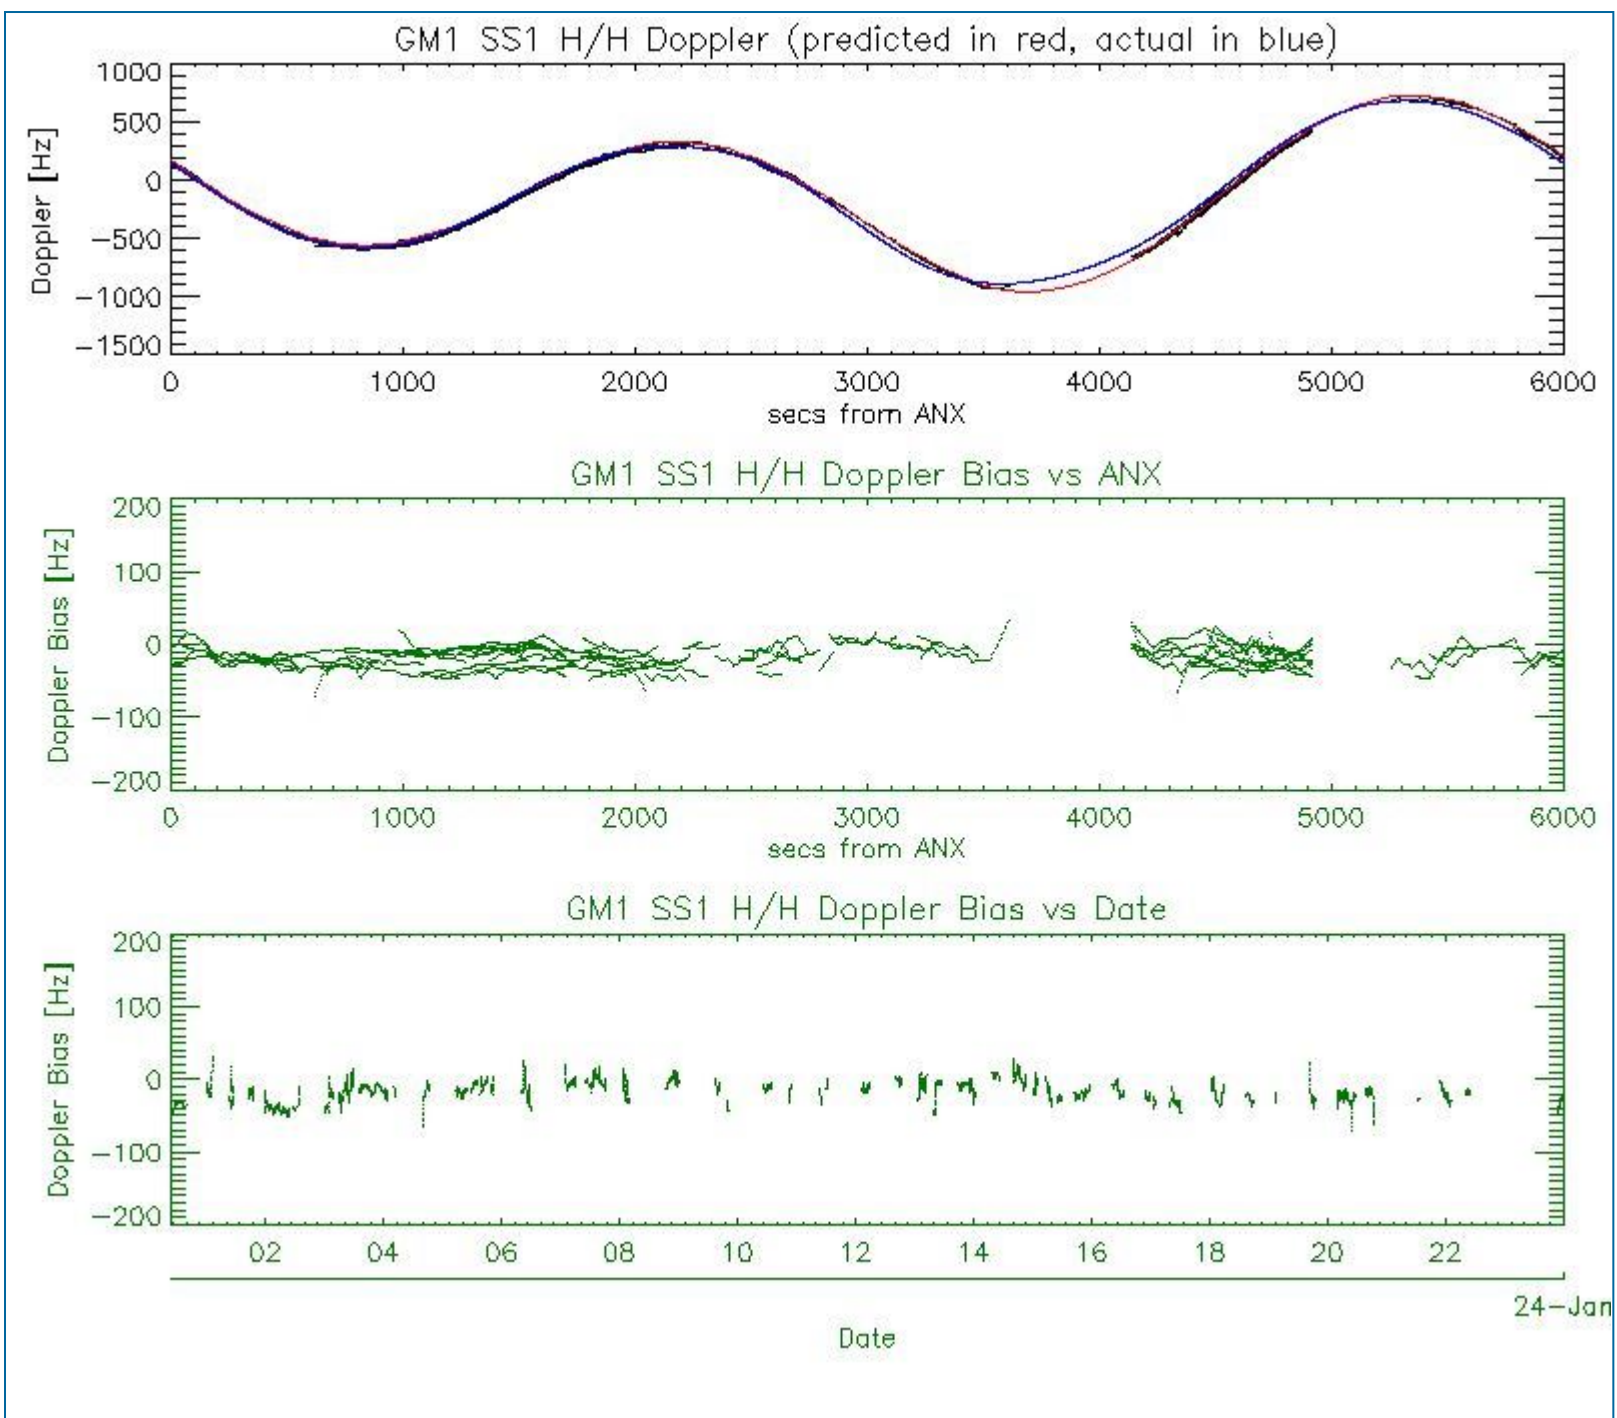 GM1 SS1 H/H Doppler (predicted in red, actual in blue)
Doppler [Hz]
1000
500
0
−500
−1000
−1500
0 1000 2000 3000 4000 5000 6000
secs from ANX
GM1 SS1 H/H Doppler Bias vs ANX
Doppler Bias [Hz]
200
100
0
−100
−200
0 1000 2000 3000 4000 5000 6000
secs from ANX
GM1 SS1 H/H Doppler Bias vs Date
Doppler Bias [Hz]
200
100
0
−100
−200
02 04 06 08 10 12 14 16 18 20 22
24−Jan
Date